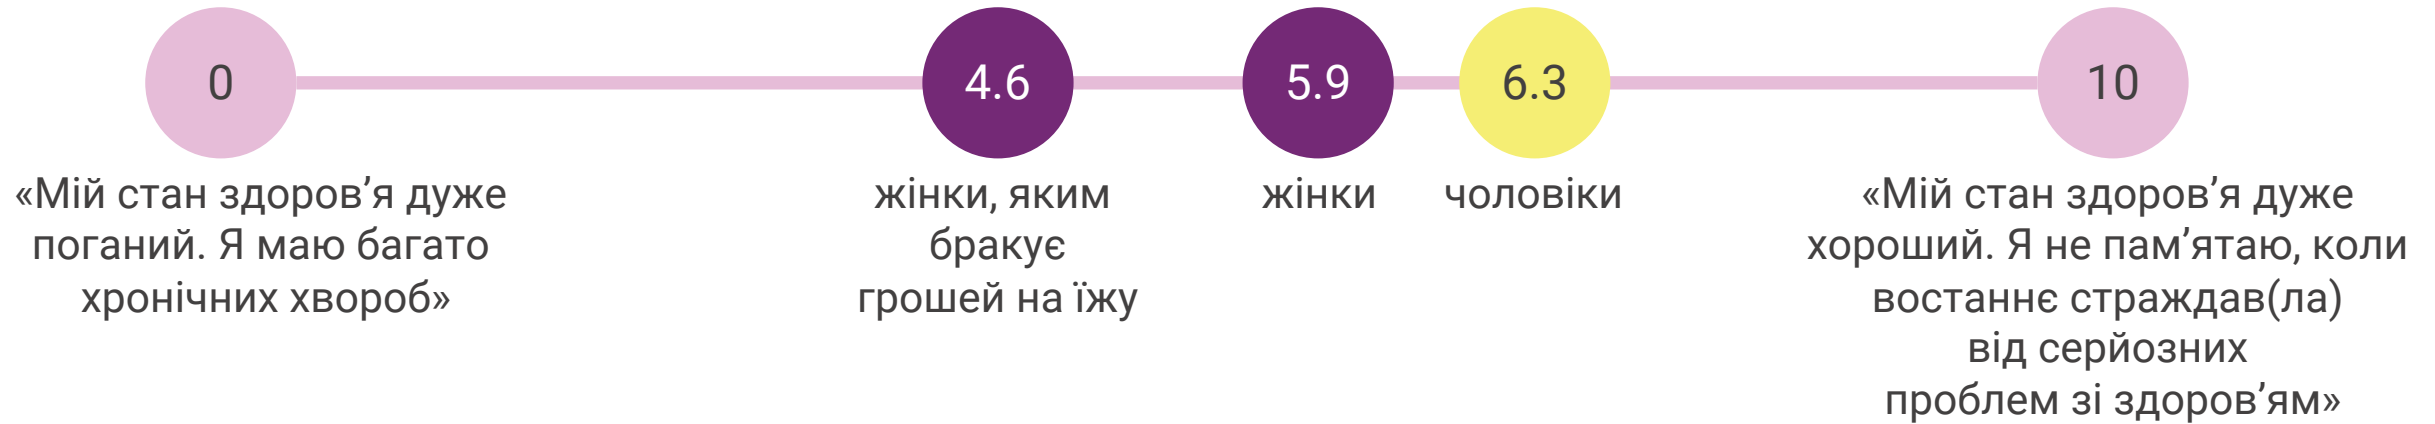 0
4.6
5.9
6.3
10
«Мій стан здоров’я дуже
поганий. Я маю багато
хронічних хвороб»
жінки, яким
бракує
грошей на їжу
жінки
чоловіки
«Мій стан здоров’я дуже
хороший. Я не пам’ятаю, коли
востаннє страждав(ла)
від серйозних
проблем зі здоров’ям»